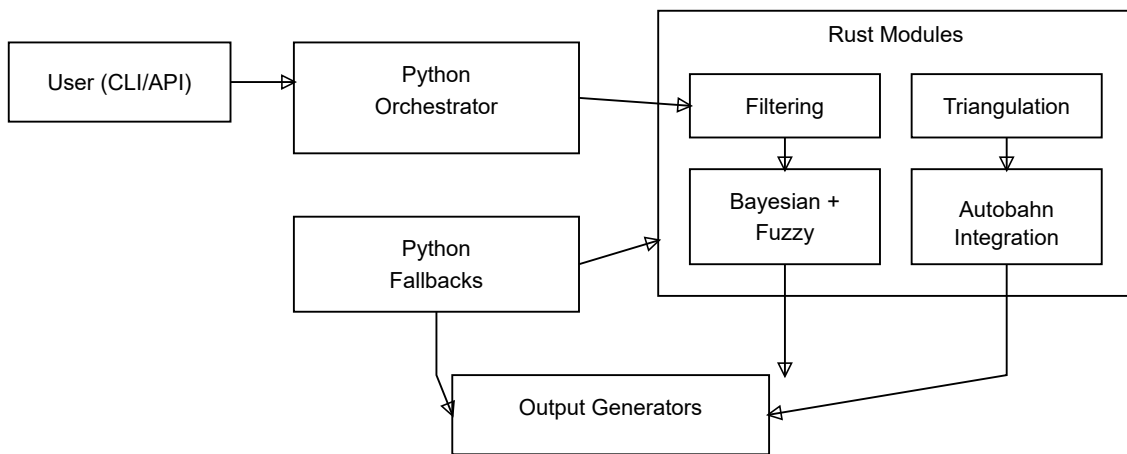 Rust Modules
User (CLI/API)
Python
Orchestrator
Filtering
Triangulation
Bayesian +
Fuzzy
Autobahn
Integration
Python
Fallbacks
Output Generators